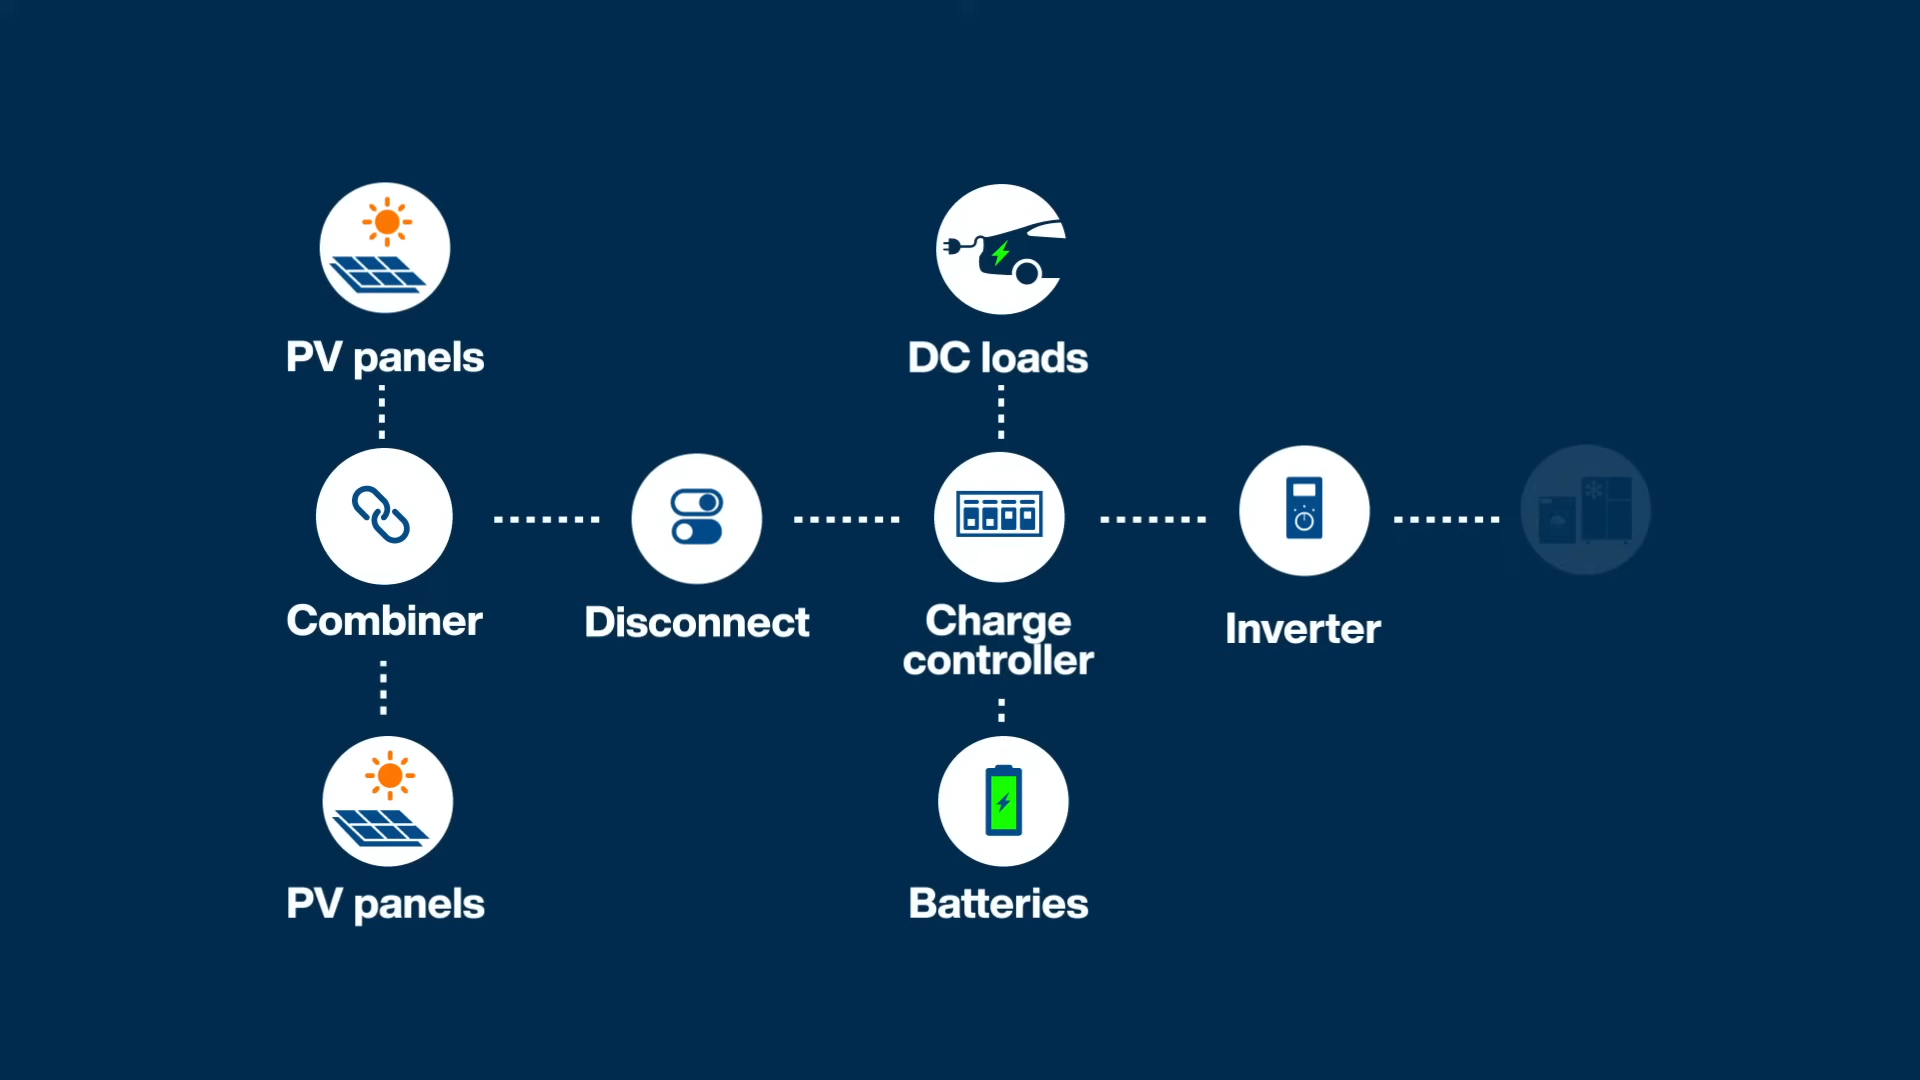 PV panels
DC loads
Combiner
Disconnect
Charge
controller
Inverter
PV panels
Batteries